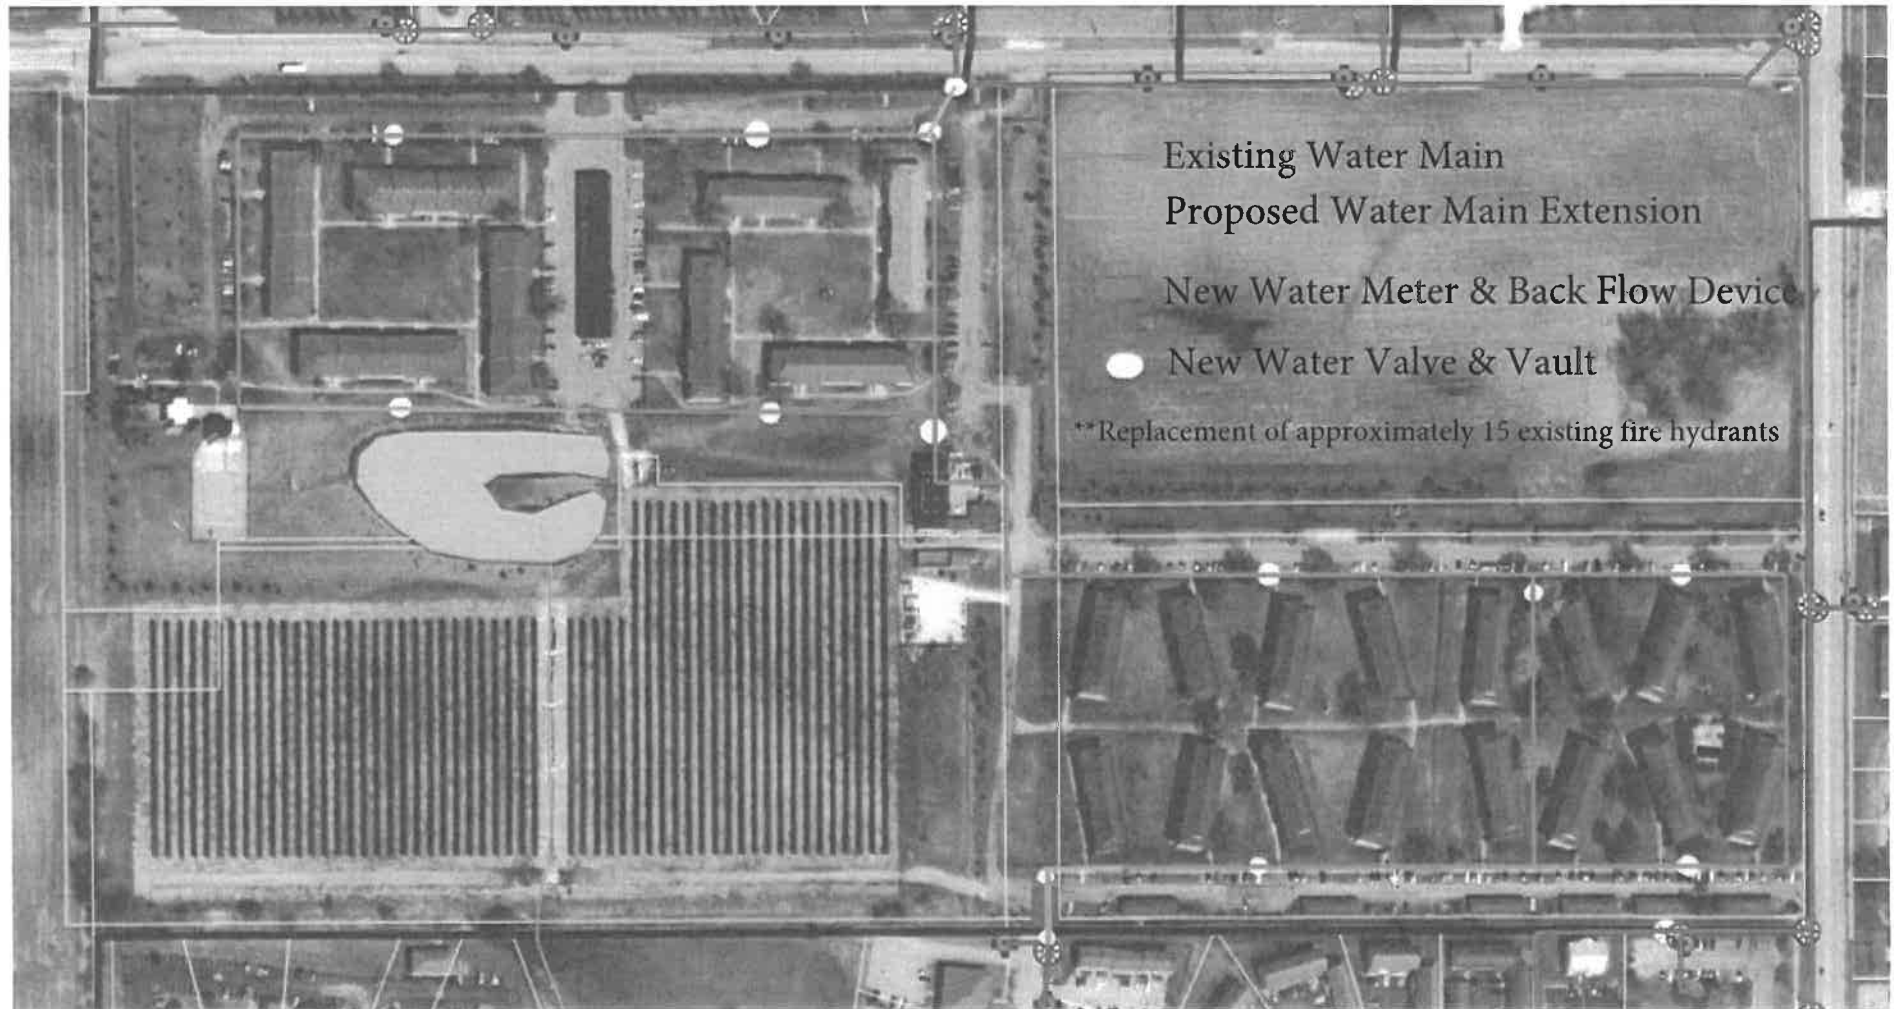 Existing Water Main
Proposed Water Main Extension
New Water Meter & Back Flow Device
New Water Valve & Vault
**Replacement of approximately 15 existing fire hydrants